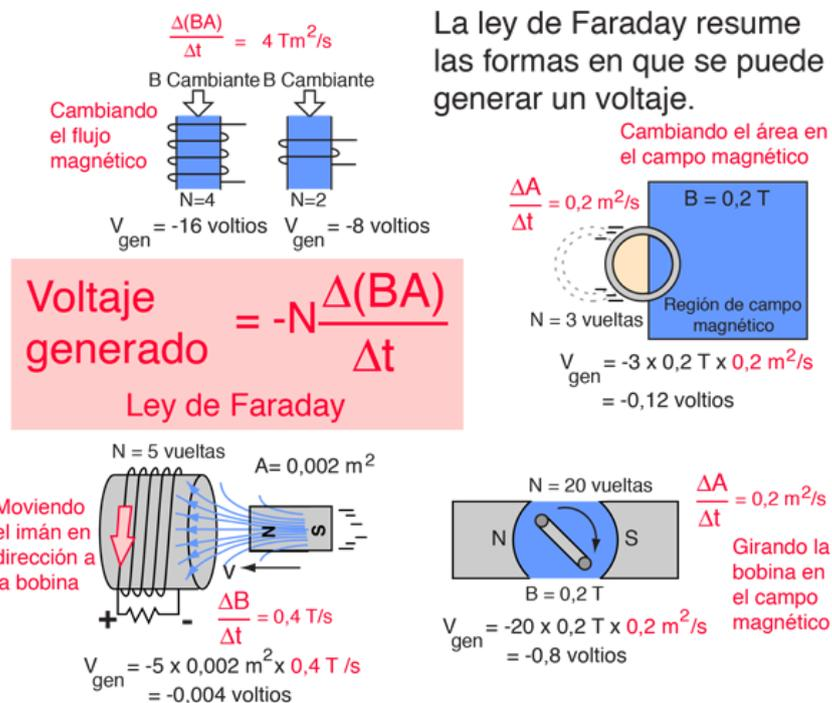 Δ(BA)
Δt
= 4 Tm²/s
B Cambiante B Cambiante
Cambiando
el flujo
magnético
N=4 N=2
V gen = -16 voltios V gen = -8 voltios
La ley de Faraday resume
las formas en que se puede
generar un voltaje.
Cambiando el área en
el campo magnético
ΔA
Δt
= 0,2 m²/s
B = 0,2 T
N = 3 vueltas
Región de campo
magnético
V gen = -3 x 0,2 T x 0,2 m²/s
= -0,12 voltios
Voltaje
generado
= -N Δ(BA)
Δt
Ley de Faraday
N = 5 vueltas
A= 0,002 m²
Moviendo
el imán en
dirección a
la bobina
N S
V
+ -
ΔB
Δt
= 0,4 T/s
V gen = -5 x 0,002 m² x 0,4 T /s
= -0,004 voltios
N = 20 vueltas
ΔA
Δt
= 0,2 m²/s
N S
B = 0,2 T
Girando la
bobina en
el campo
magnético
V gen = -20 x 0,2 T x 0,2 m²/s
= -0,8 voltios